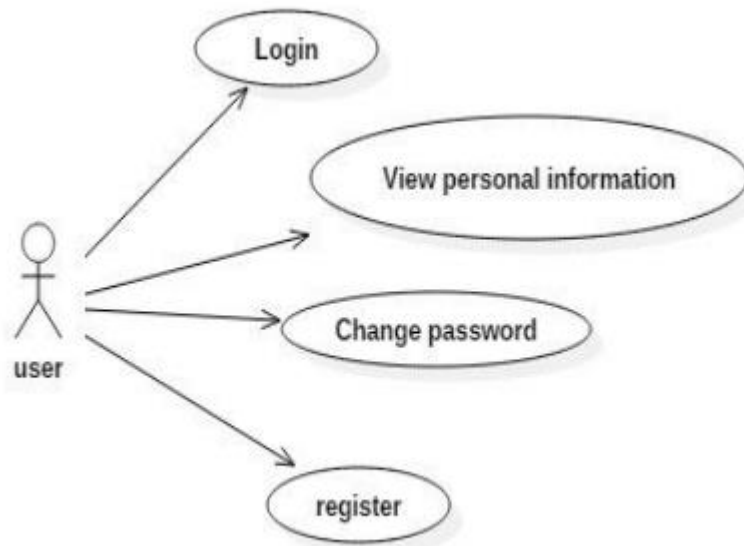 Login
View personal information
Change password
user
register